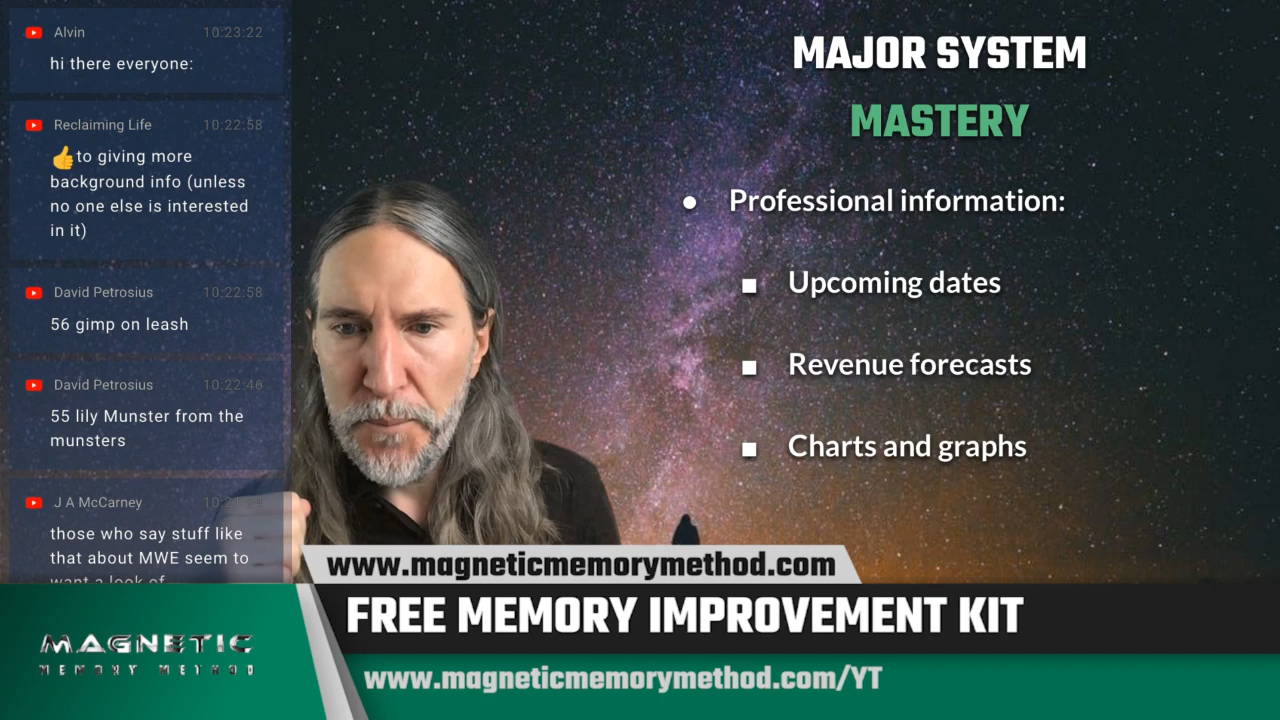 Alvin 10:23:22
hi there everyone:
Reclaiming Life 10:22:58
👍to giving more
background info (unless
no one else is interested
in it)
David Petrosius 10:22:58
56 gimp on leash
David Petrosius 10:22:46
55 lily Munster from the
munsters
J A McCarney
those who say stuff like
that about MWE seem to
want a look of
MAJOR SYSTEM
MASTERY
• Professional information:
▪ Upcoming dates
▪ Revenue forecasts
▪ Charts and graphs
www.magneticmemorymethod.com
FREE MEMORY IMPROVEMENT KIT
www.magneticmemorymethod.com/YT
MAGNETIC
MEMORY METHOD